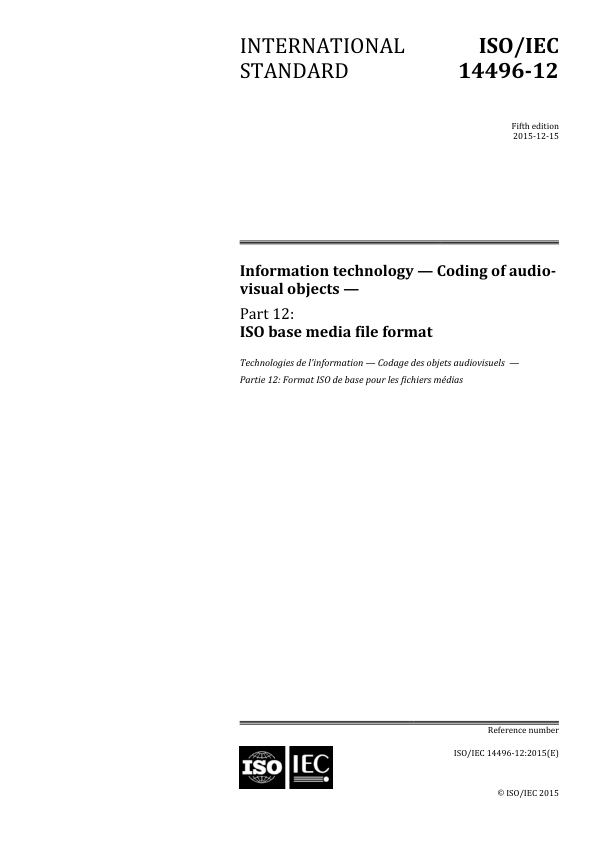 INTERNATIONAL STANDARD
ISO/IEC 14496-12
Fifth edition
2015-12-15
Information technology — Coding of audio-
visual objects —
Part 12:
ISO base media file format
Technologies de l'information — Codage des objets audiovisuels —
Partie 12: Format ISO de base pour les fichiers médias
Reference number
ISO/IEC 14496-12:2015(E)
ISO IEC
© ISO/IEC 2015